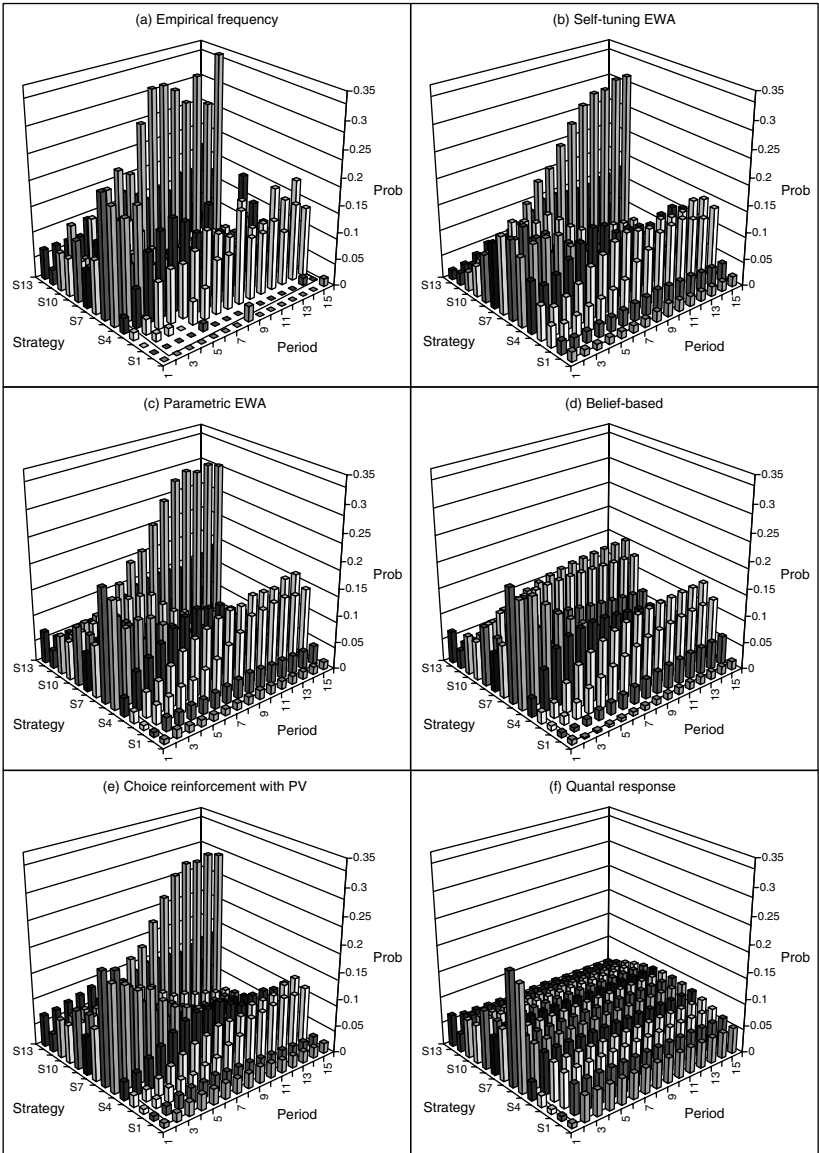 (a) Empirical frequency
0.35
0.3
0.25
0.2
Prob
0.15
0.1
0.05
0
S13
S10
S7
S4
S1
Strategy
1
3
5
7
9
11
13
15
Period
(b) Self-tuning EWA
0.35
0.3
0.25
0.2
Prob
0.15
0.1
0.05
0
S13
S10
S7
S4
S1
Strategy
1
3
5
7
9
11
13
15
Period
(c) Parametric EWA
0.35
0.3
0.25
0.2
Prob
0.15
0.1
0.05
0
S13
S10
S7
S4
S1
Strategy
1
3
5
7
9
11
13
15
Period
(d) Belief-based
0.35
0.3
0.25
0.2
Prob
0.15
0.1
0.05
0
S13
S10
S7
S4
S1
Strategy
1
3
5
7
9
11
13
15
Period
(e) Choice reinforcement with PV
0.35
0.3
0.25
0.2
Prob
0.15
0.1
0.05
0
S13
S10
S7
S4
S1
Strategy
1
3
5
7
9
11
13
15
Period
(f) Quantal response
0.35
0.3
0.25
0.2
Prob
0.15
0.1
0.05
0
S13
S10
S7
S4
S1
Strategy
1
3
5
7
9
11
13
15
Period